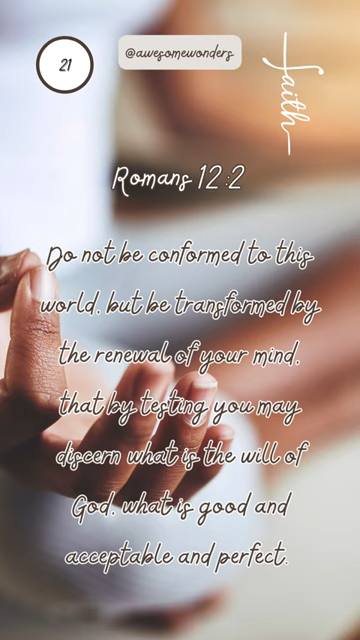 21
@awesomewonders
faith
Romans 12:2
Do not be conformed to this
world, but be transformed by
the renewal of your mind,
that by testing you may
discern what is the will of
God, what is good and
acceptable and perfect.